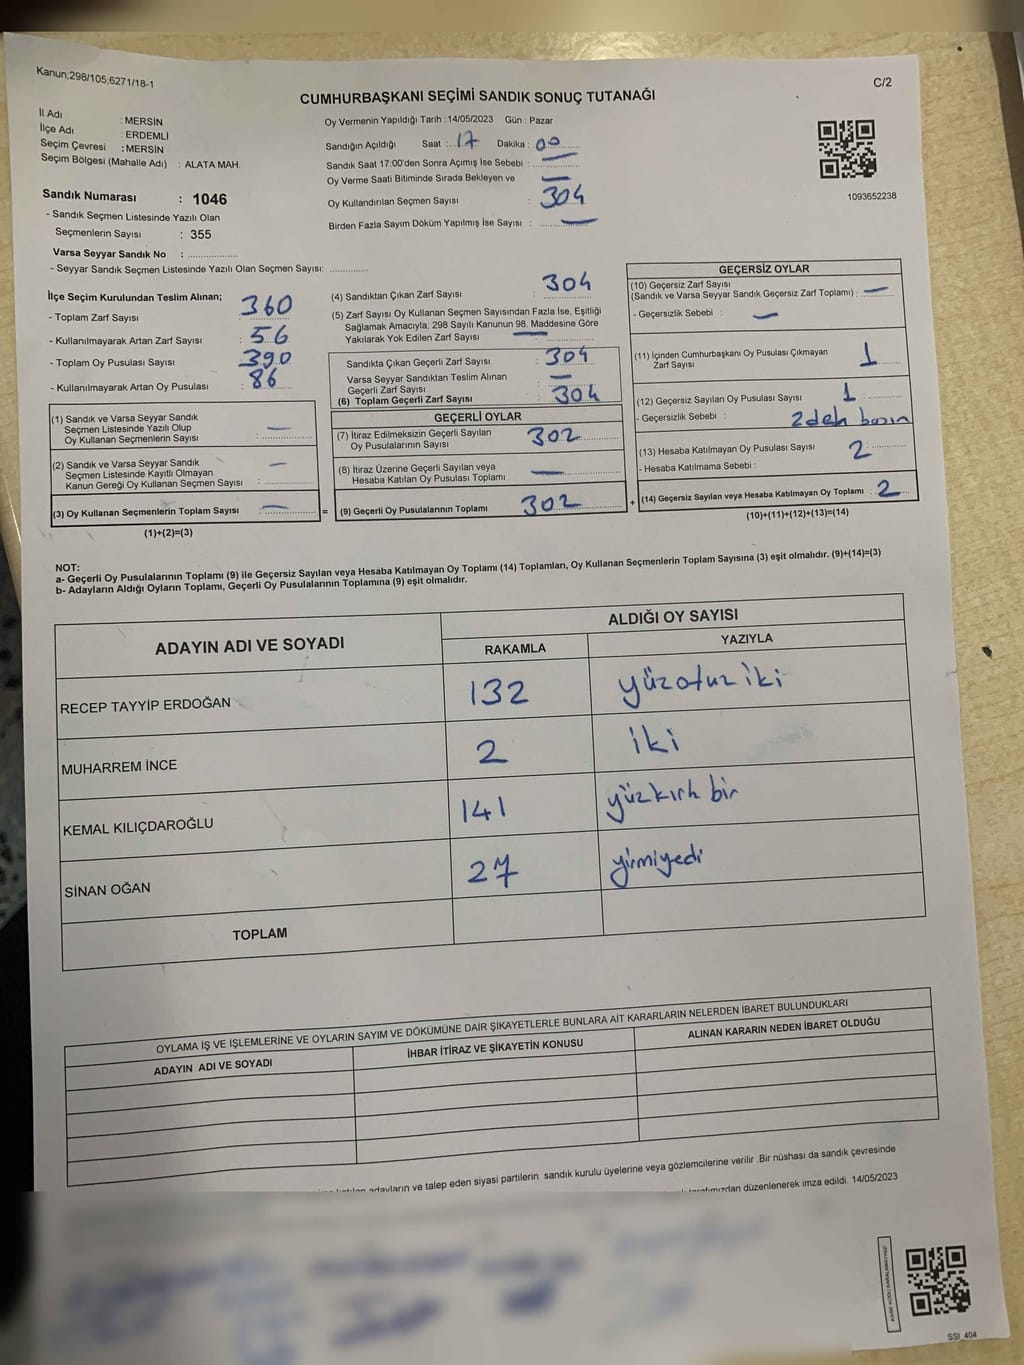 Kanun;298/105,6271/18-1
C/2
CUMHURBAŞKANI SEÇİMİ SANDIK SONUÇ TUTANAĞI
İl Adı : MERSİN
İlçe Adı : ERDEMLİ
Seçim Çevresi : MERSİN
Seçim Bölgesi (Mahalle Adı) : ALATA MAH.
Sandık Numarası : 1046
- Sandık Seçmen Listesinde Yazılı Olan
Seçmenlerin Sayısı : 355
Varsa Seyyar Sandık No :
- Seyyar Sandık Seçmen Listesinde Yazılı Olan Seçmen Sayısı:
Oy Vermenin Yapıldığı Tarih : 14/05/2023 Gün : Pazar
Sandığın Açıldığı Saat : 17 Dakika : 00
Sandık Saat 17:00'den Sonra Açımış İse Sebebi : —
Oy Verme Saati Bitiminde Sırada Bekleyen ve —
Oy Kullandırılan Seçmen Sayısı : 304
Birden Fazla Sayım Döküm Yapılmış İse Sayısı : —
1093652238
İlçe Seçim Kurulundan Teslim Alınan;
- Toplam Zarf Sayısı : 360
- Kullanılmayarak Artan Zarf Sayısı : 56
- Toplam Oy Pusulası Sayısı : 390
- Kullanılmayarak Artan Oy Pusulası : 86
(1) Sandık ve Varsa Seyyar Sandık
Seçmen Listesinde Yazılı Olup
Oy Kullanan Seçmenlerin Sayısı : —
(2) Sandık ve Varsa Seyyar Sandık
Seçmen Listesinde Kayıtlı Olmayan
Kanun Gereği Oy Kullanan Seçmen Sayısı : —
(3) Oy Kullanan Seçmenlerin Toplam Sayısı : —
(1)+(2)=(3)
(4) Sandıktan Çıkan Zarf Sayısı : 304
(5) Zarf Sayısı Oy Kullanan Seçmen Sayısından Fazla İse, Eşitliği
Sağlamak Amacıyla, 298 Sayılı Kanunun 98. Maddesine Göre
Yakılarak Yok Edilen Zarf Sayısı : —
Sandıkta Çıkan Geçerli Zarf Sayısı : 304
Varsa Seyyar Sandıktan Teslim Alınan
Geçerli Zarf Sayısı : —
(6) Toplam Geçerli Zarf Sayısı : 304
GEÇERLİ OYLAR
(7) İtiraz Edilmeksizin Geçerli Sayılan
Oy Pusulalarının Sayısı : 302
(8) İtiraz Üzerine Geçerli Sayılan veya
Hesaba Katılan Oy Pusulası Toplamı : —
= (9) Geçerli Oy Pusulalarının Toplamı : 302 +
GEÇERSİZ OYLAR
(10) Geçersiz Zarf Sayısı
(Sandık ve Varsa Seyyar Sandık Geçersiz Zarf Toplamı) : —
- Geçersizlik Sebebi : —
(11) İçinden Cumhurbaşkanı Oy Pusulası Çıkmayan
Zarf Sayısı : 1
(12) Geçersiz Sayılan Oy Pusulası Sayısı : 1
- Geçersizlik Sebebi :
(13) Hesaba Katılmayan Oy Pusulası Sayısı : 2
- Hesaba Katılmama Sebebi :
(14) Geçersiz Sayılan veya Hesaba Katılmayan Oy Toplamı : 2
(10)+(11)+(12)+(13)=(14)
NOT:
a- Geçerli Oy Pusulalarının Toplamı (9) ile Geçersiz Sayılan veya Hesaba Katılmayan Oy Toplamı (14) Toplamları, Oy Kullanan Seçmenlerin Toplam Sayısına (3) eşit olmalıdır. (9)+(14)=(3)
b- Adayların Aldığı Oyların Toplamı, Geçerli Oy Pusulalarının Toplamına (9) eşit olmalıdır.
ADAYIN ADI VE SOYADI ALDIĞI OY SAYISI
RAKAMLA YAZIYLA
RECEP TAYYİP ERDOĞAN 132 yüzotuz iki
MUHARREM İNCE 2 iki
KEMAL KILIÇDAROĞLU 141 yüzkırk bir
SİNAN OĞAN 27 yirmiyedi
TOPLAM
OYLAMA İŞ VE İŞLEMLERİNE VE OYLARIN SAYIM VE DÖKÜMÜNE DAİR ŞİKAYETLERLE BUNLARA AİT KARARLARIN NELERDEN İBARET BULUNDUKLARI
ADAYIN ADI VE SOYADI İHBAR İTİRAZ VE ŞİKAYETİN KONUSU ALINAN KARARIN NEDEN İBARET OLDUĞU
adayların ve talep eden siyasi partilerin sandık kurulu üyelerine veya gözlemcilerine verilir .Bir nüshası da sandık çevresinde
düzenlenerek imza edildi. 14/05/2023
SSI_404